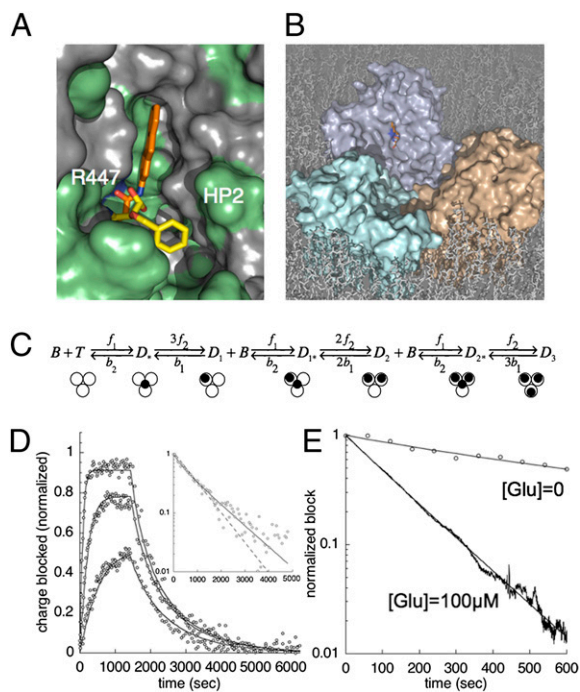 A
B
R447
HP2
C
f1 3f2 f1 2f2 f1 f2
B + T D* D1 + B D1* D2 + B D2* D3
b2 b1 b2 2b1 b2 3b1
D
E
charge blocked (normalized)
1
0.8
0.6
0.4
0.2
0
0 1000 2000 3000 4000 5000 6000
time (sec)
1
0.1
0.01
0 1000 2000 3000 4000 5000
normalized block
1
0.1
0.01
[Glu]=0
[Glu]=100µM
0 100 200 300 400 500 600
time (sec)